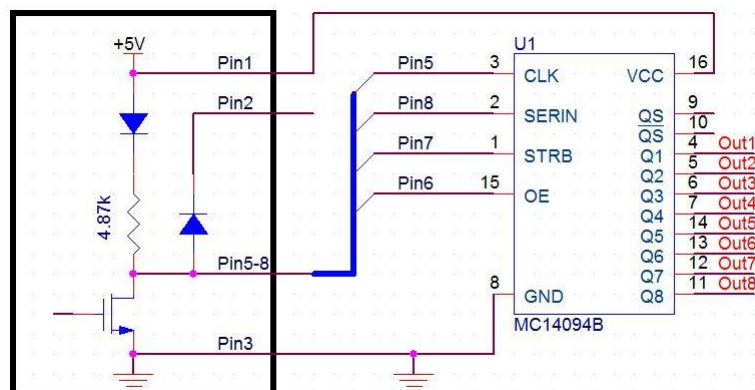 +5V
Pin1
Pin2
4.87k
Pin5-8
Pin3
Pin5
Pin8
Pin7
Pin6
U1
3 CLK VCC 16
2 SERIN QS 9
QS 10
1 STRB Q1 4 Out1
Q2 5 Out2
15 OE Q3 6 Out3
Q4 7 Out4
Q5 14 Out5
Q6 13 Out6
Q7 12 Out7
8 GND Q8 11 Out8
MC14094B